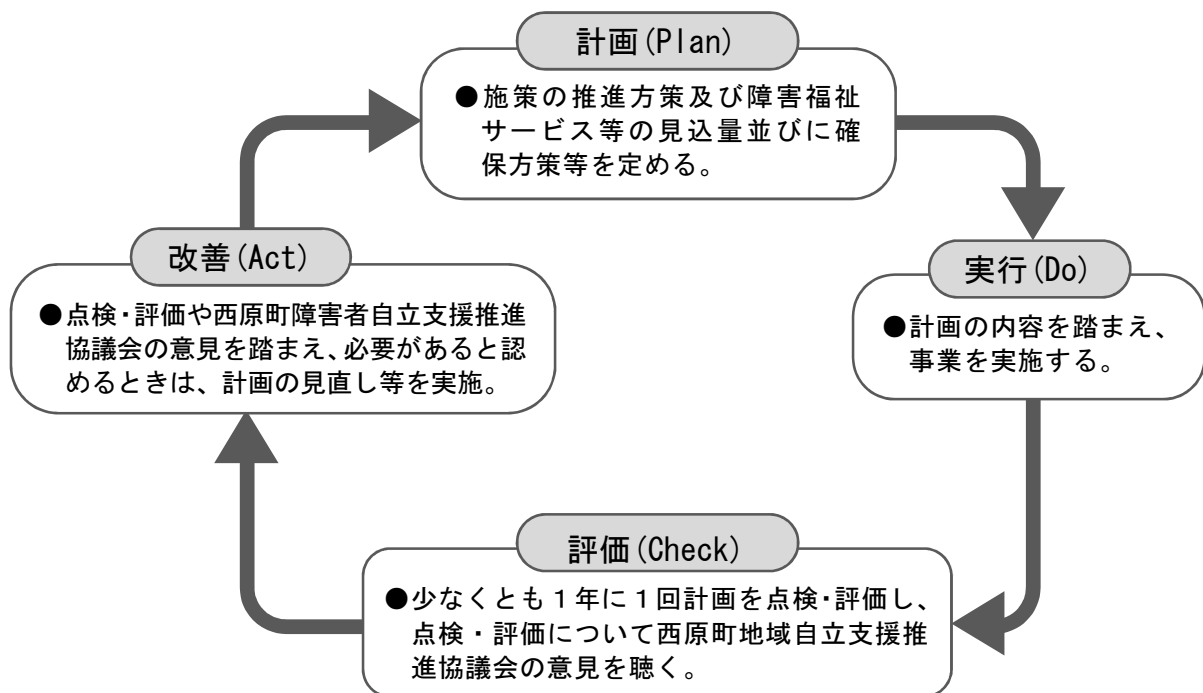 計画(Plan)
●施策の推進方策及び障害福祉
サービス等の見込量並びに確
保方策等を定める。
改善(Act)
●点検・評価や西原町障害者自立支援推進
協議会の意見を踏まえ、必要があると認
めるときは、計画の見直し等を実施。
実行(Do)
●計画の内容を踏まえ、
事業を実施する。
評価(Check)
●少なくとも１年に１回計画を点検・評価し、
点検・評価について西原町地域自立支援推
進協議会の意見を聴く。